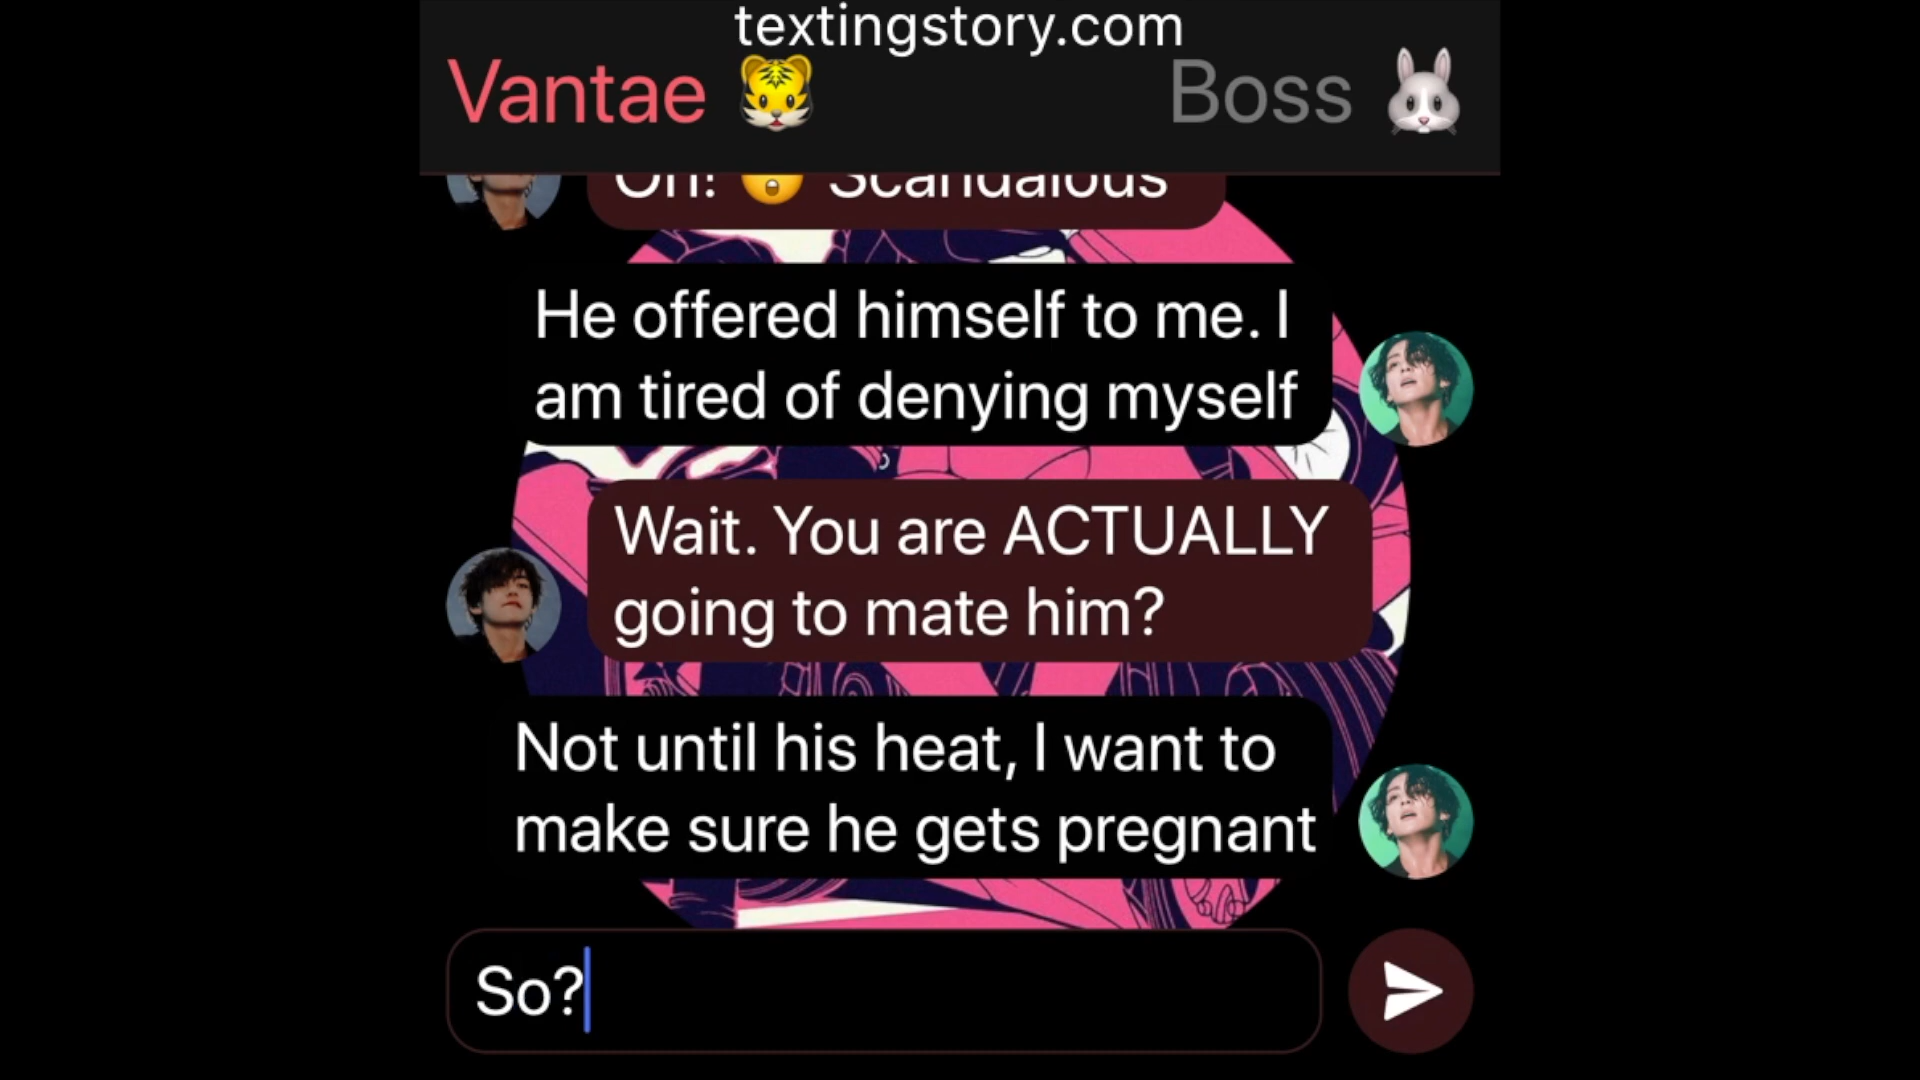 textingstory.com
Vantae 🐯 Boss 🐰
Oh! 😲 Scandalous
He offered himself to me. I
am tired of denying myself
Wait. You are ACTUALLY
going to mate him?
Not until his heat, I want to
make sure he gets pregnant
So?